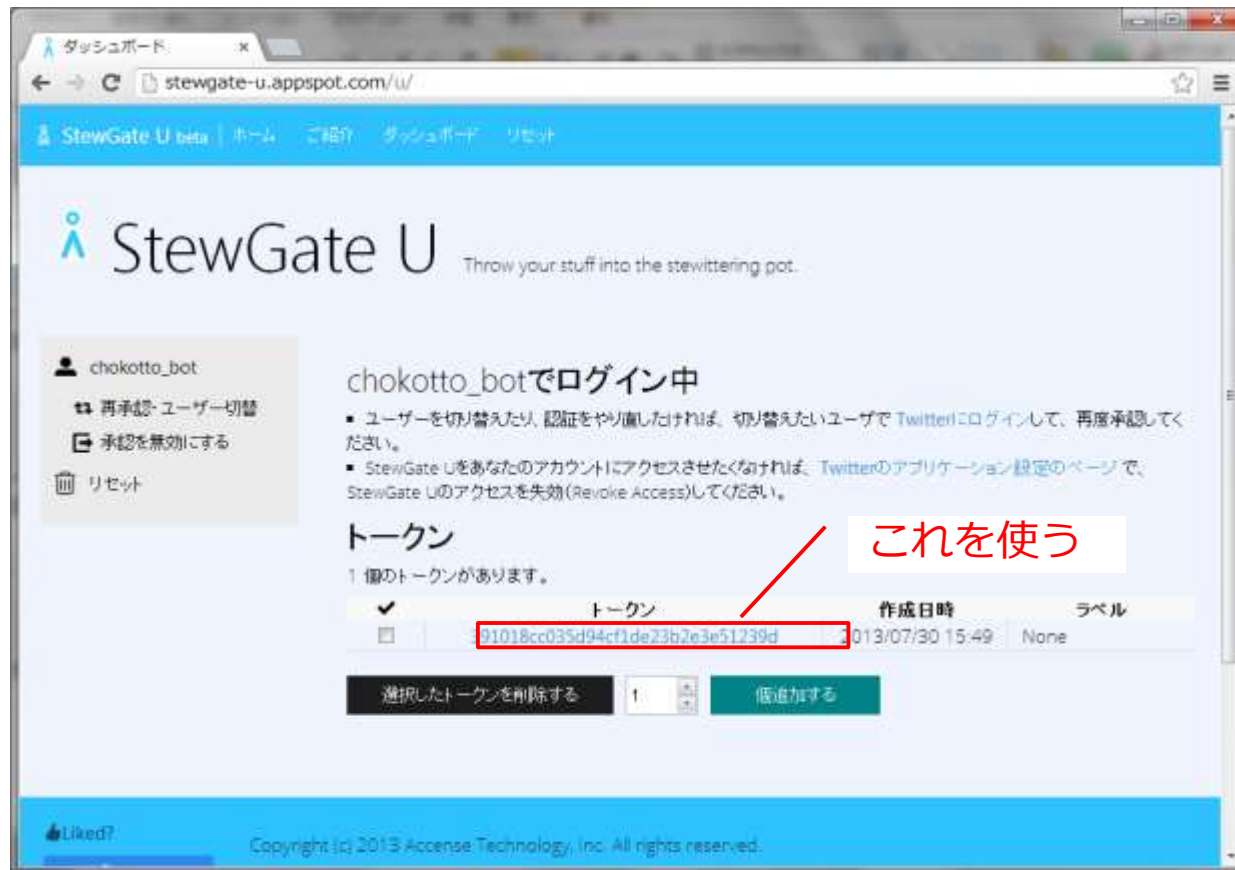 ダッシュボード
stewgate-u.appspot.com/u/
StewGate U beta | ホーム ご紹介 ダッシュボード リセット
StewGate U Throw your stuff into the stewittering pot.
chokotto_bot
再承認・ユーザー切替
承認を無効にする
リセット
chokotto_botでログイン中
▪ ユーザーを切り替えたり、認証をやり直したければ、切り替えたいユーザで Twitterにログインして、再度承認してく
ださい。
▪ StewGate Uをあなたのアカウントにアクセスさせたくなければ、Twitterのアプリケーション設定のページ で、
StewGate Uのアクセスを失効(Revoke Access)してください。
トークン
これを使う
1 個のトークンがあります。
トークン 作成日時 ラベル
391018cc035d94cf1de23b2e3e51239d 2013/07/30 15:49 None
選択したトークンを削除する 1 個追加する
Liked?
Copyright (c) 2013 Accense Technology, Inc. All rights reserved.